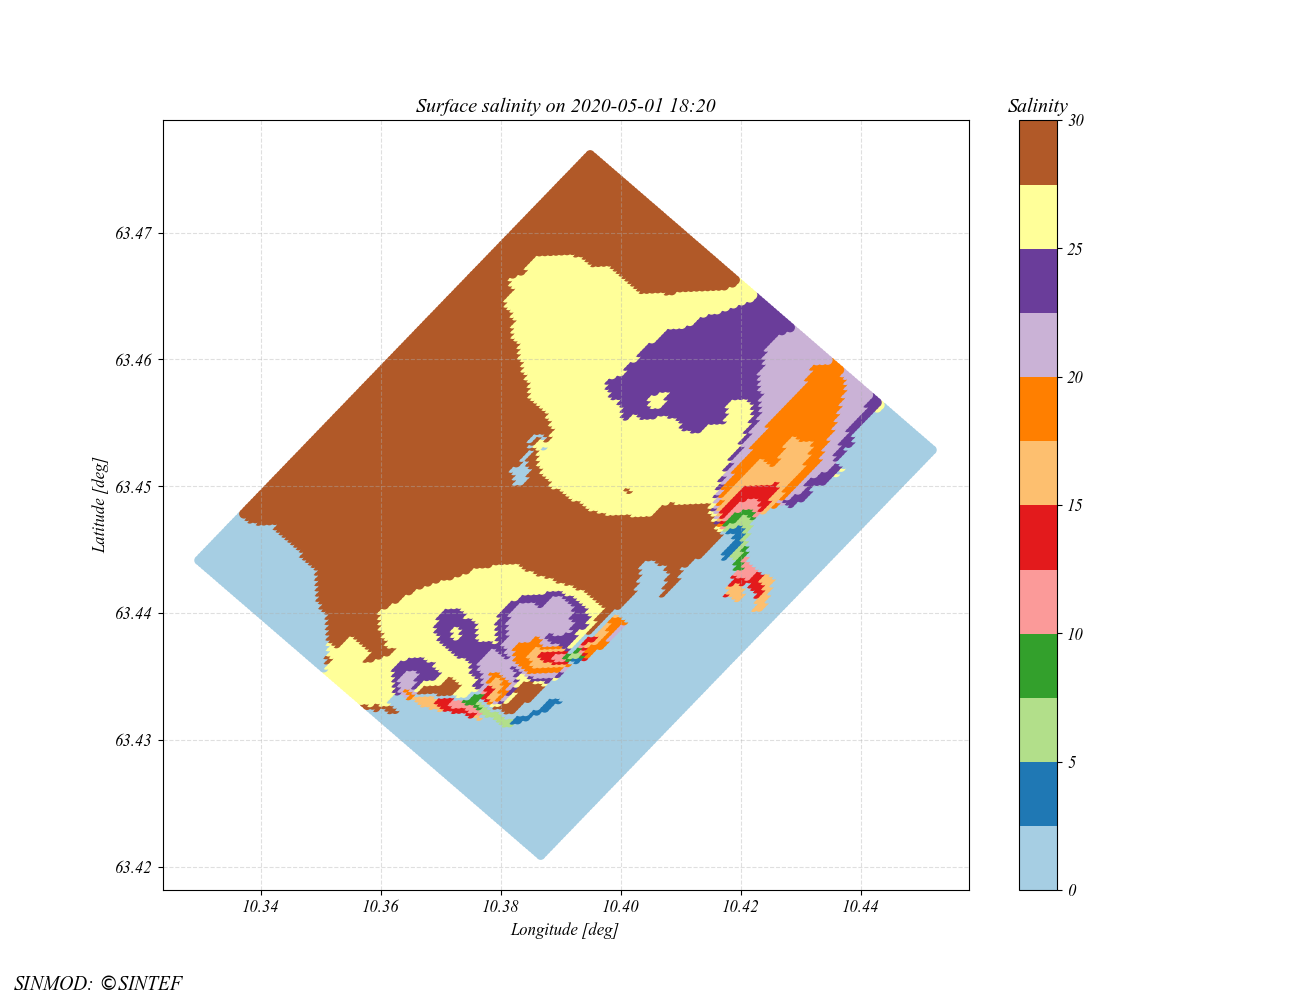 Surface salinity on 2020-05-01 18:20
Salinity
30
25
20
15
10
5
0
63.47
63.46
63.45
63.44
63.43
63.42
Latitude [deg]
10.34 10.36 10.38 10.40 10.42 10.44
Longitude [deg]
SINMOD: ©SINTEF